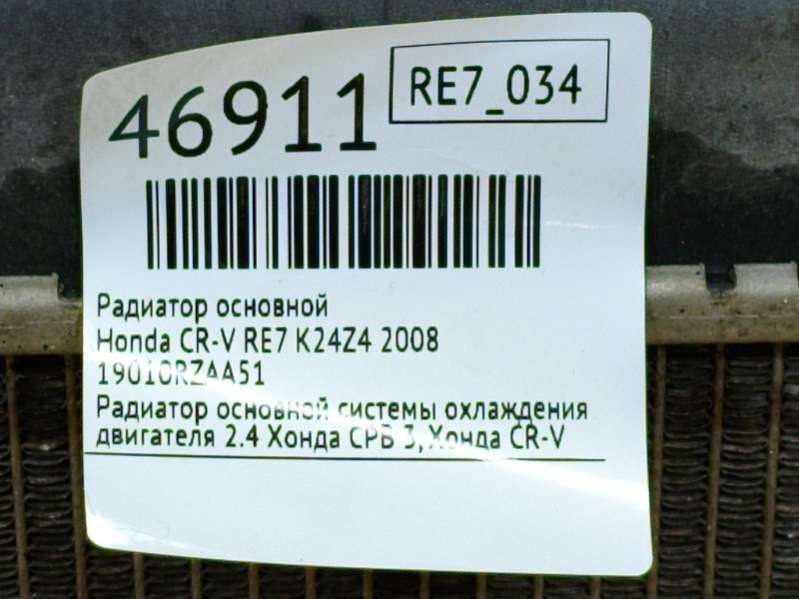 46911
RE7_034
Радиатор основной
Honda CR-V RE7 K24Z4 2008
19010RZAA51
Радиатор основной системы охлаждения
двигателя 2.4 Хонда СРВ 3, Хонда CR-V